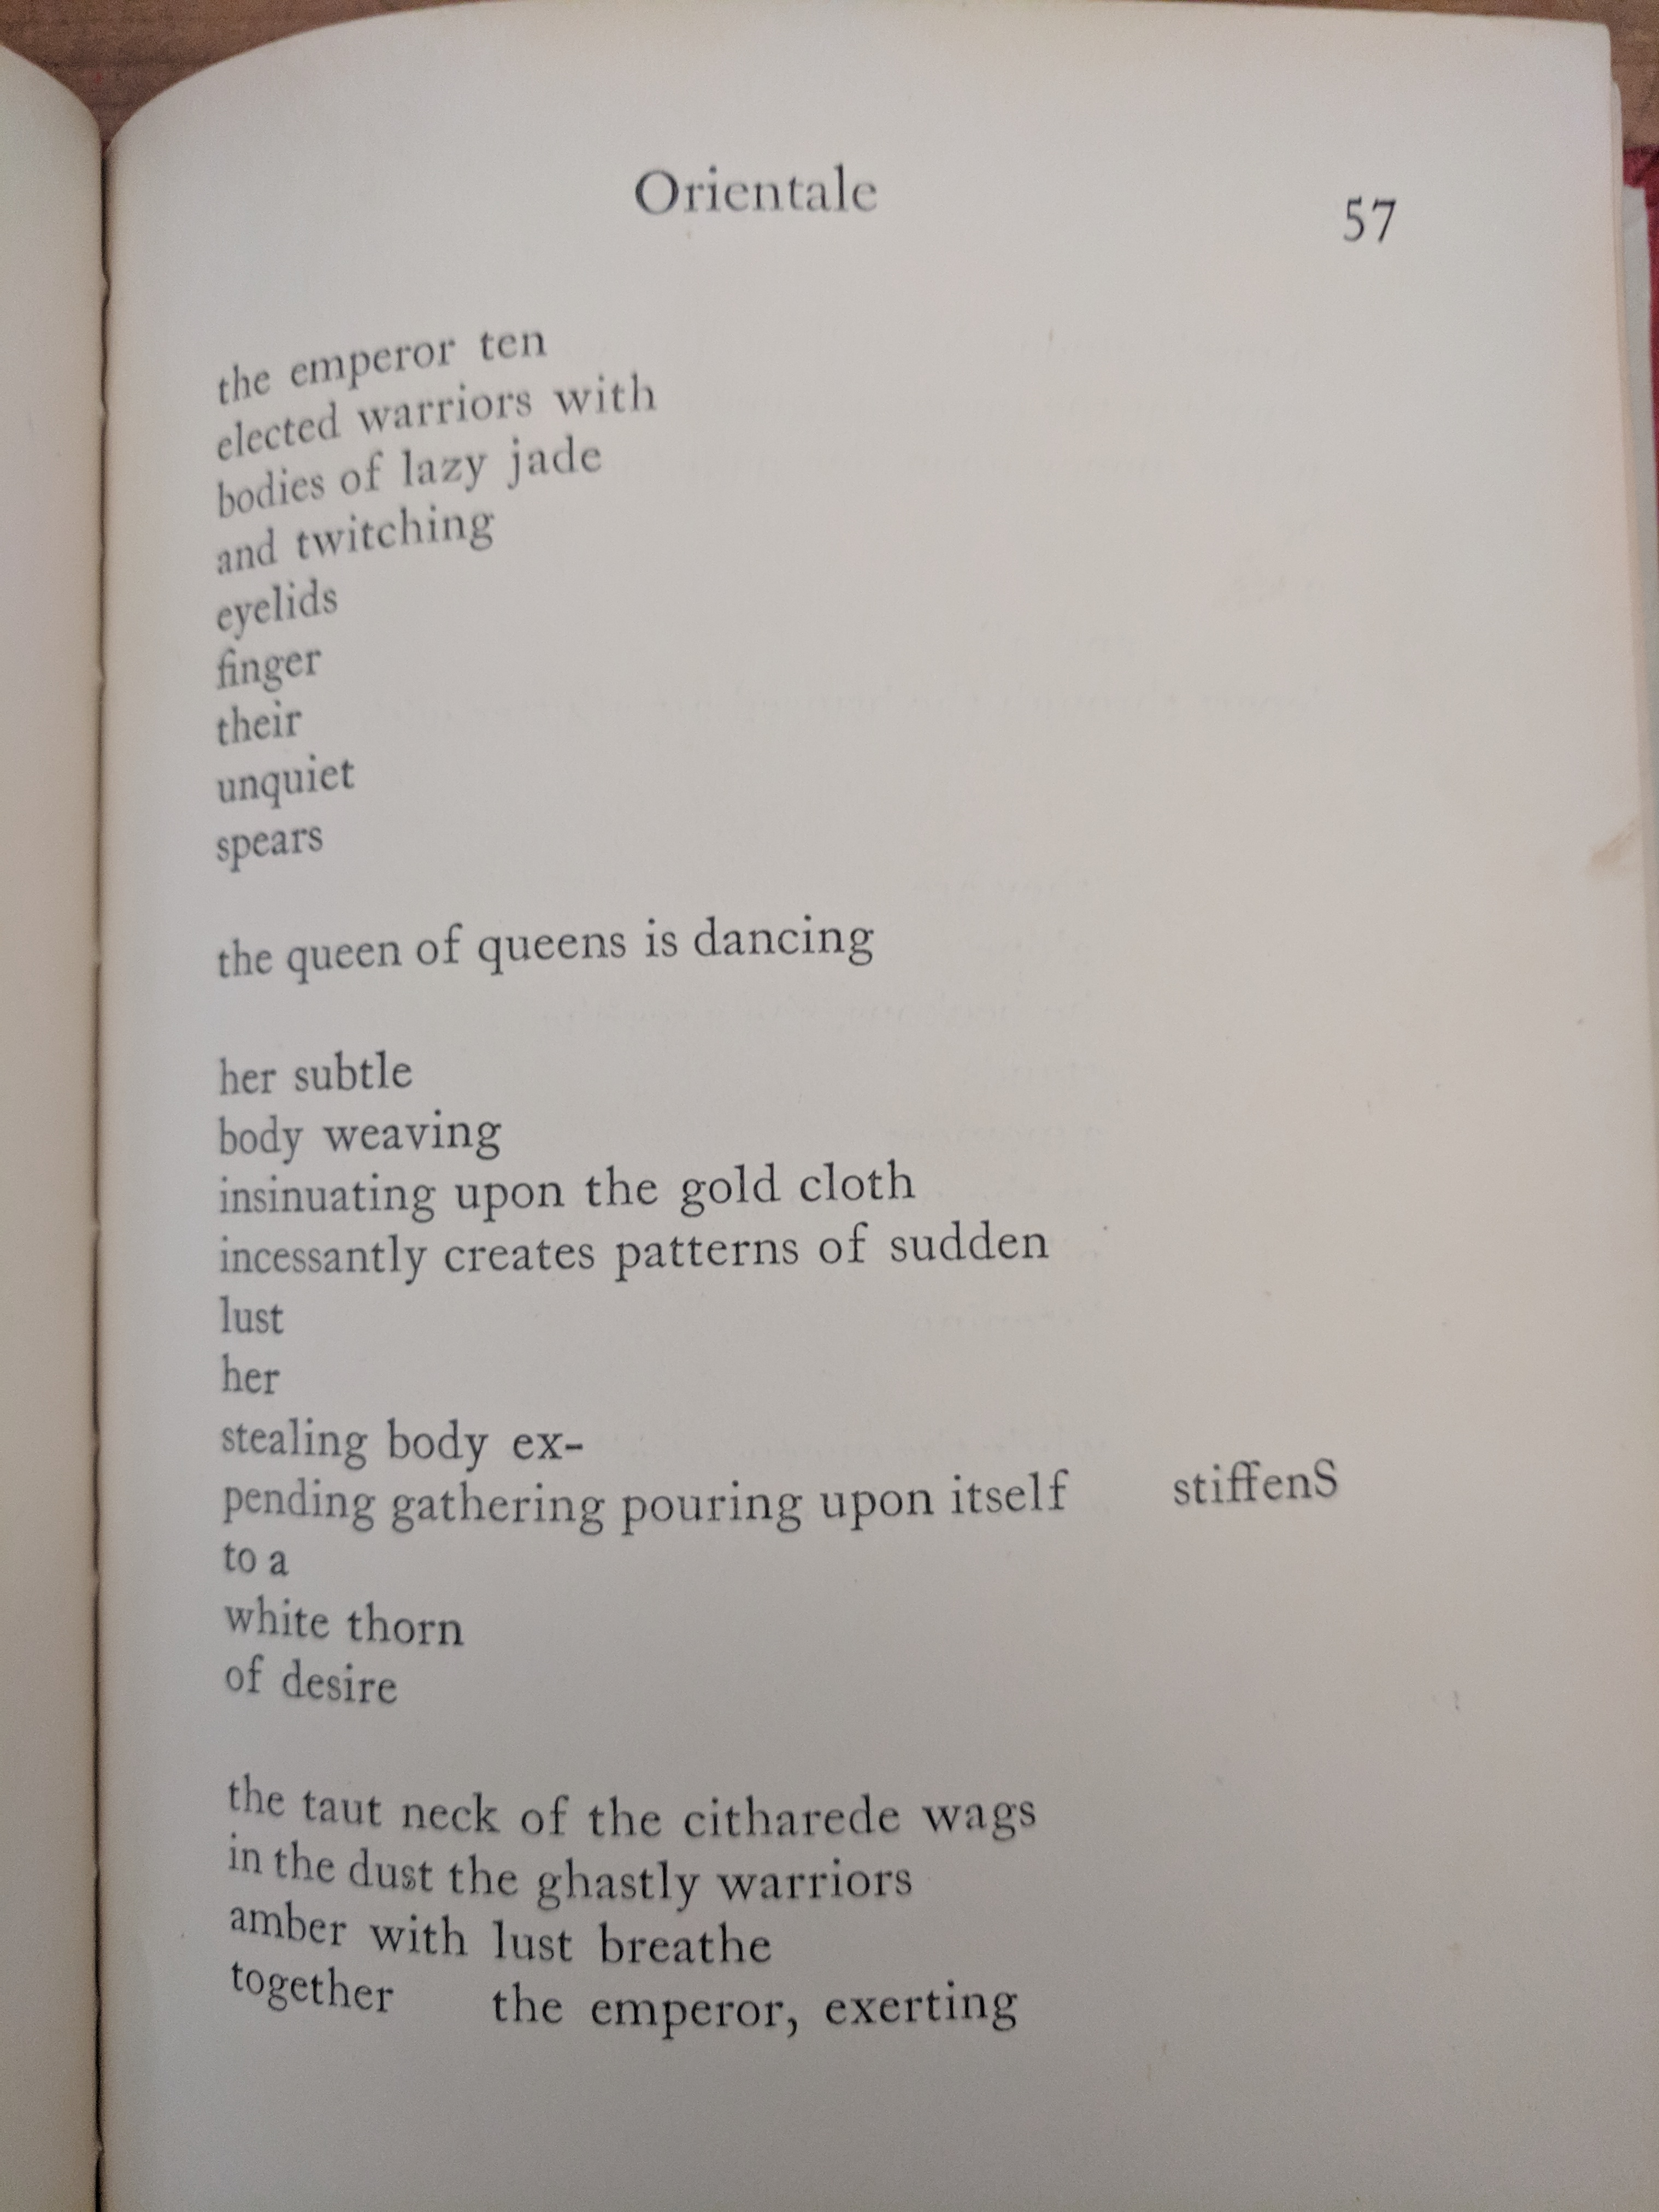 Orientale
57
the emperor ten
elected warriors with
bodies of lazy jade
and twitching
eyelids
finger
their
unquiet
spears
the queen of queens is dancing
her subtle
body weaving
insinuating upon the gold cloth
incessantly creates patterns of sudden
lust
her
stealing body ex-
pending gathering pouring upon itself stiffenS
to a
white thorn
of desire
the taut neck of the citharede wags
in the dust the ghastly warriors
amber with lust breathe
together the emperor, exerting